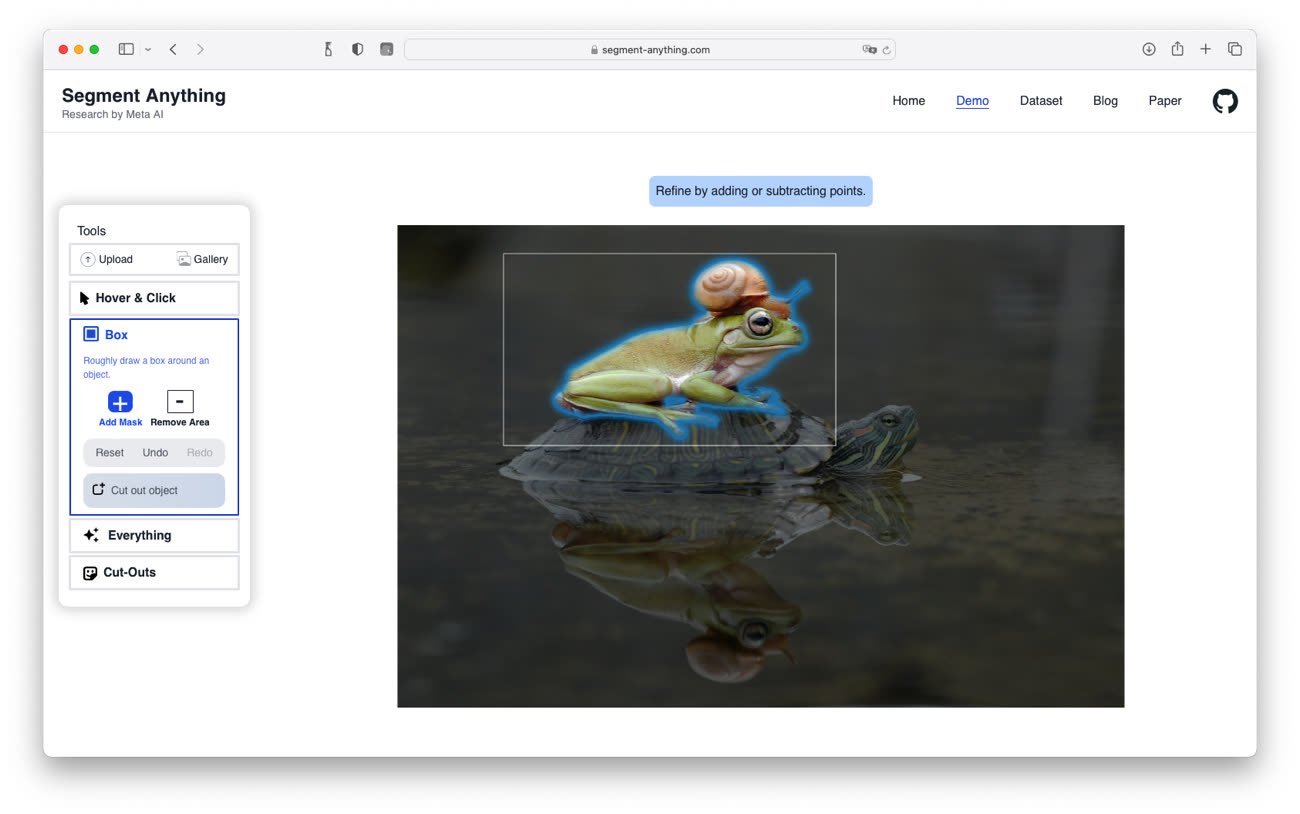 segment-anything.com
Segment Anything
Research by Meta AI
Home
Demo
Dataset
Blog
Paper
Refine by adding or subtracting points.
Tools
Upload
Gallery
Hover & Click
Box
Roughly draw a box around an
object.
Add Mask
Remove Area
Reset
Undo
Redo
Cut out object
Everything
Cut-Outs